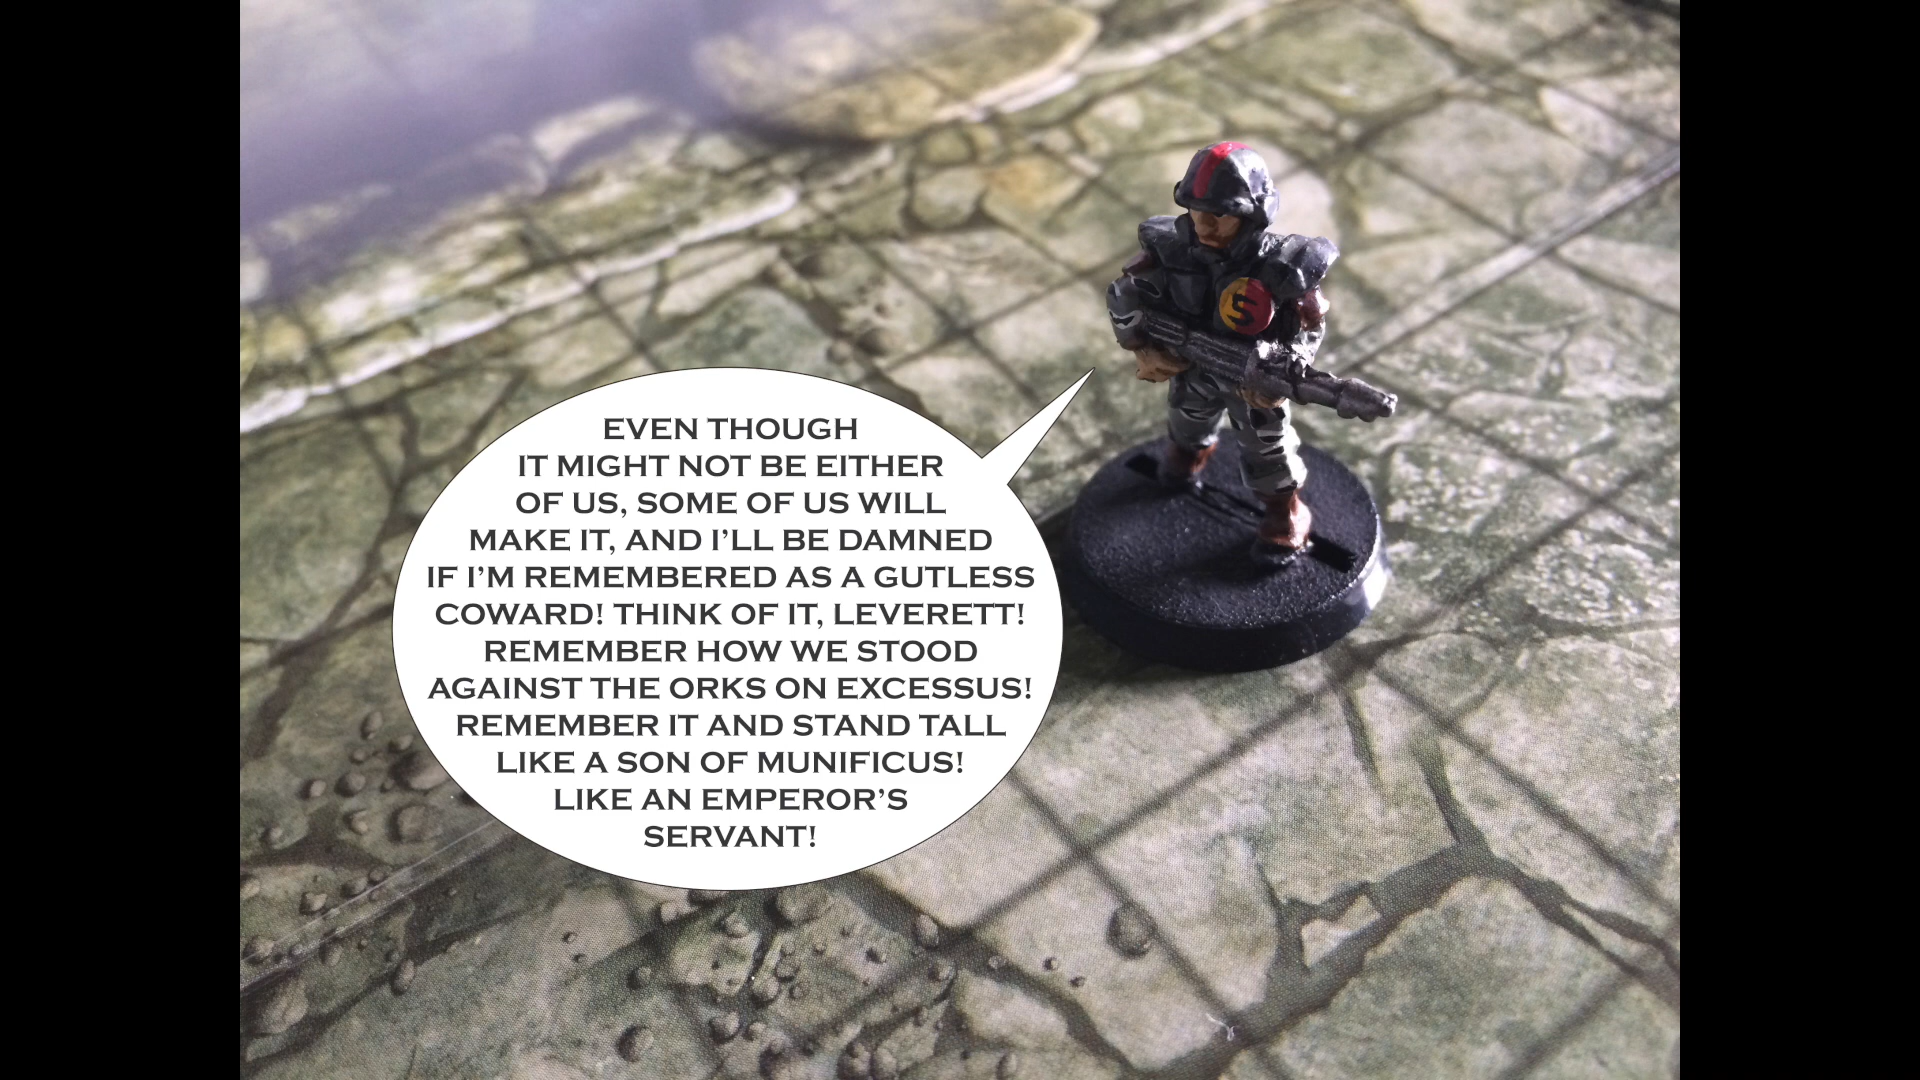 EVEN THOUGH
IT MIGHT NOT BE EITHER
OF US, SOME OF US WILL
MAKE IT, AND I'LL BE DAMNED
IF I'M REMEMBERED AS A GUTLESS
COWARD! THINK OF IT, LEVERETT!
REMEMBER HOW WE STOOD
AGAINST THE ORKS ON EXCESSUS!
REMEMBER IT AND STAND TALL
LIKE A SON OF MUNIFICUS!
LIKE AN EMPEROR'S
SERVANT!
5